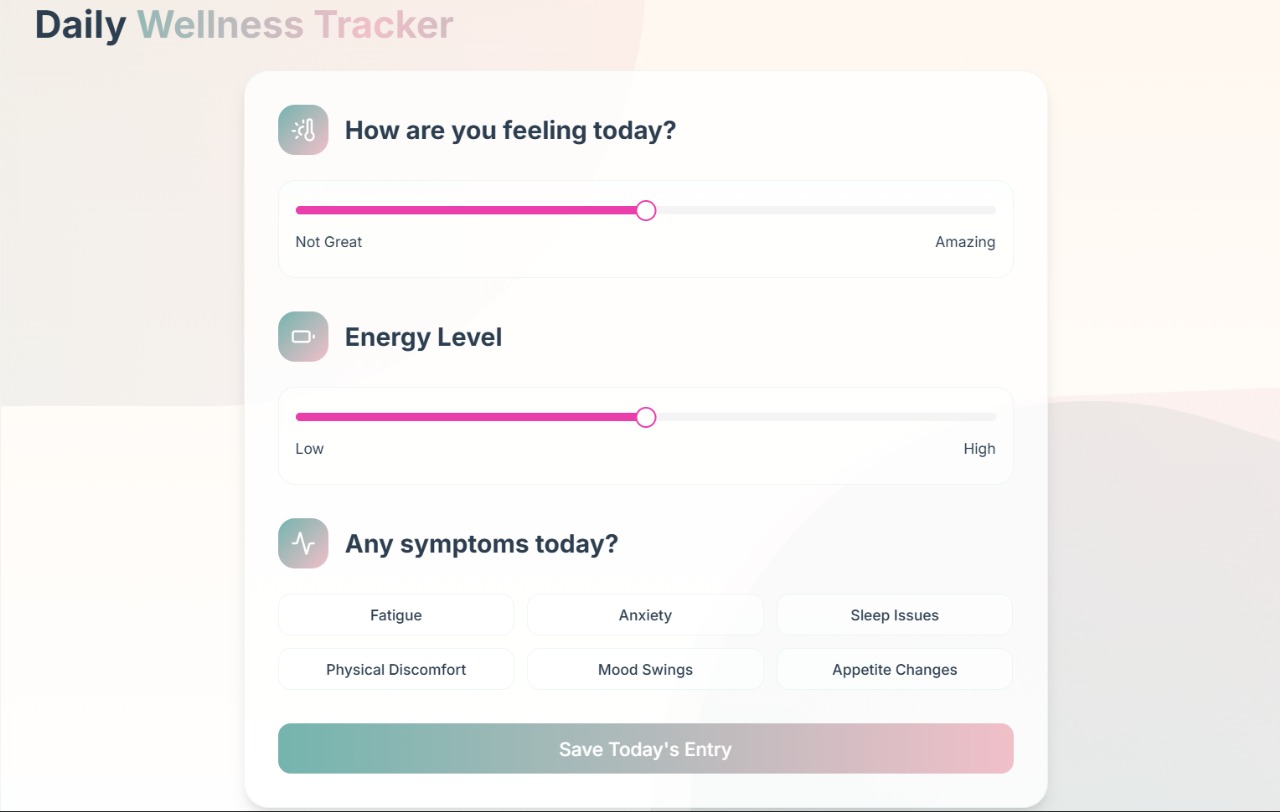 Daily Wellness Tracker
How are you feeling today?
Not Great Amazing
Energy Level
Low High
Any symptoms today?
Fatigue Anxiety Sleep Issues
Physical Discomfort Mood Swings Appetite Changes
Save Today's Entry